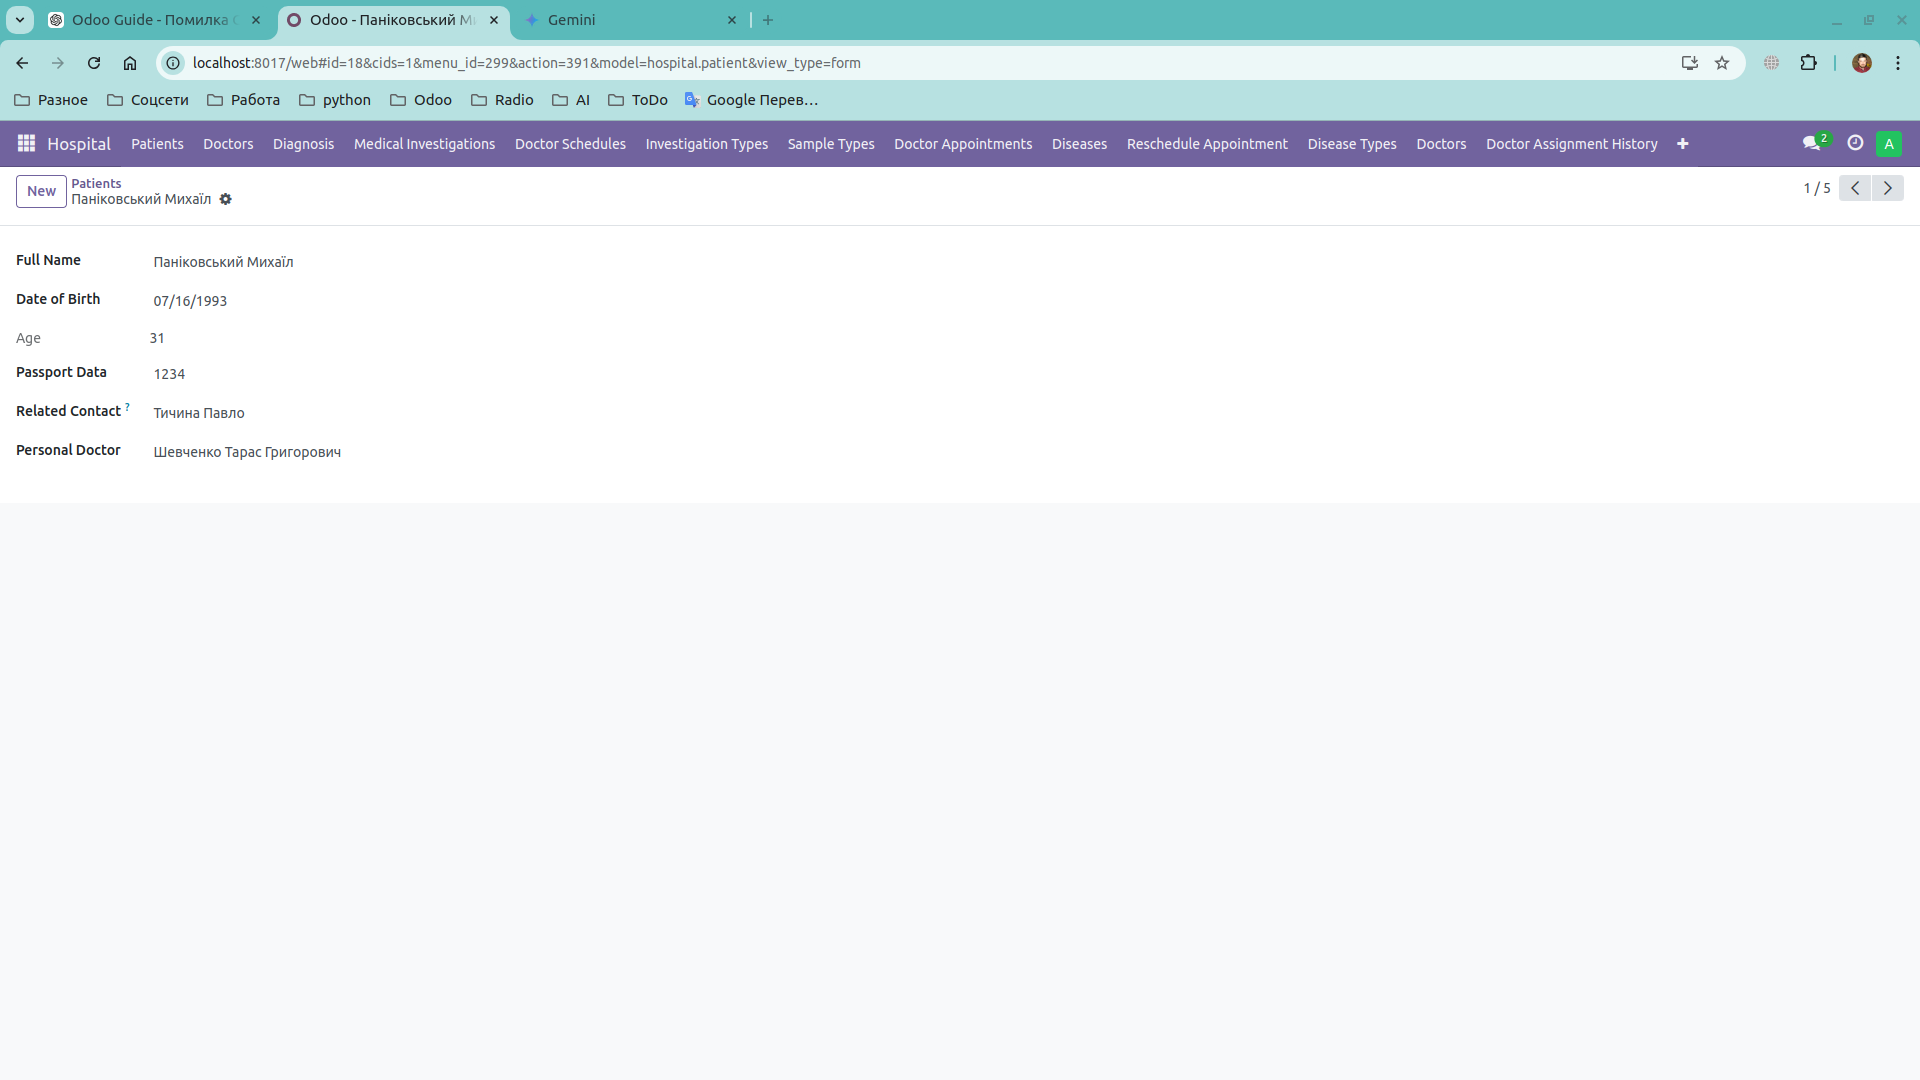 Odoo Guide - Помилка
Odoo - Паніковський М
Gemini
localhost:8017/web#id=18&cids=1&menu_id=299&action=391&model=hospital.patient&view_type=form
Разное Соцсети Работа python Odoo Radio AI ToDo Google Перев…
Hospital Patients Doctors Diagnosis Medical Investigations Doctor Schedules Investigation Types Sample Types Doctor Appointments Diseases Reschedule Appointment Disease Types Doctors Doctor Assignment History 2 A
New Patients
Паніковський Михаїл
1 / 5
Full Name Паніковський Михаїл
Date of Birth 07/16/1993
Age 31
Passport Data 1234
Related Contact ? Тичина Павло
Personal Doctor Шевченко Тарас Григорович